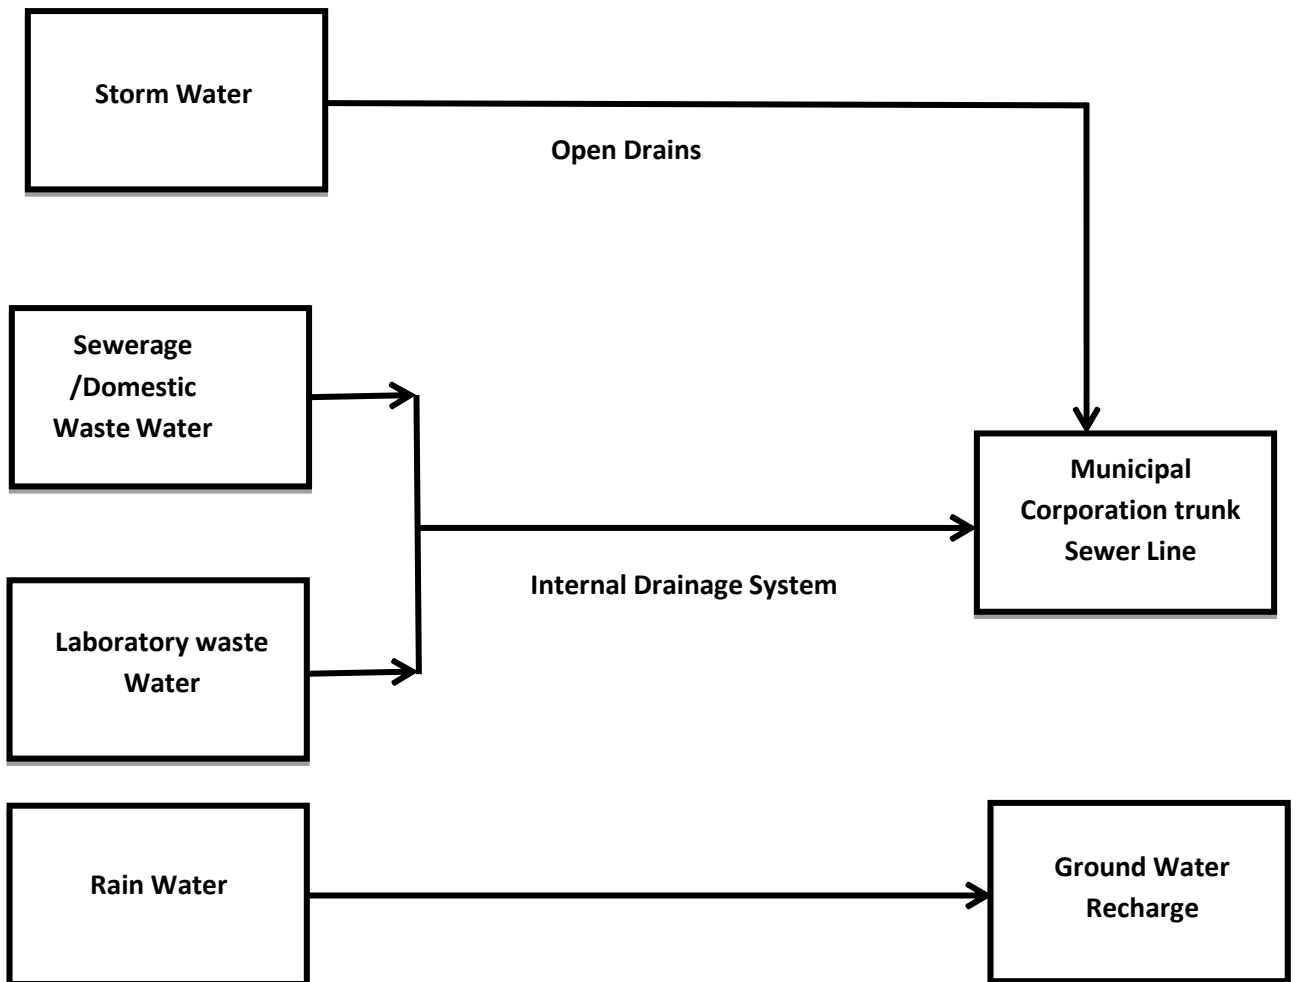 Storm Water
Open Drains
Sewerage
/Domestic
Waste Water
Municipal
Corporation trunk
Sewer Line
Internal Drainage System
Laboratory waste
Water
Rain Water
Ground Water
Recharge